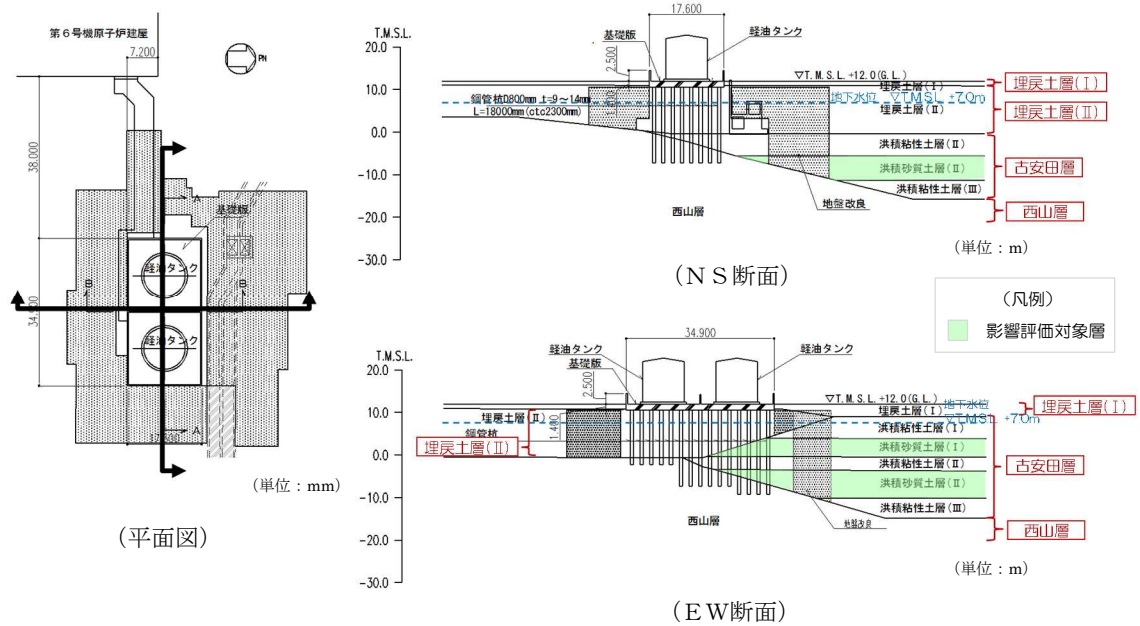 第６号機原子炉建屋
7.200
PN
38.000
A
基礎版
軽油タンク
B
B
34.900
軽油タンク
A
(単位：mm)
(平面図)
T.M.S.L.
20.0
10.0
0.0
-10.0
-20.0
-30.0
17.600
基礎版
軽油タンク
2.500
▽T.M.S.L.+12.0(G.L.)
埋戻土層(Ⅰ)
埋戻土層(Ⅰ)
鋼管杭D800mm t=9～14mm
L=18000mm(ctc2300mm)
地下水位 ▽T.M.S.L. +7.0m
埋戻土層(Ⅱ)
埋戻土層(Ⅱ)
洪積粘性土層(Ⅱ)
洪積砂質土層(Ⅱ)
古安田層
洪積粘性土層(Ⅲ)
地盤改良
西山層
西山層
(単位：m)
(ＮＳ断面)
(凡例)
影響評価対象層
T.M.S.L.
20.0
10.0
0.0
-10.0
-20.0
-30.0
34.900
軽油タンク
軽油タンク
基礎版
2.500
▽T.M.S.L.+12.0(G.L.)
地下水位
埋戻土層(Ⅰ)
埋戻土層(Ⅰ)
▽T.M.S.L. +7.0m
埋戻土層(Ⅱ)
1.400
鋼管杭
埋戻土層(Ⅱ)
洪積粘性土層(Ⅰ)
洪積砂質土層(Ⅰ)
洪積粘性土層(Ⅱ)
古安田層
洪積砂質土層(Ⅱ)
洪積粘性土層(Ⅲ)
地盤改良
西山層
西山層
(単位：m)
(ＥＷ断面)